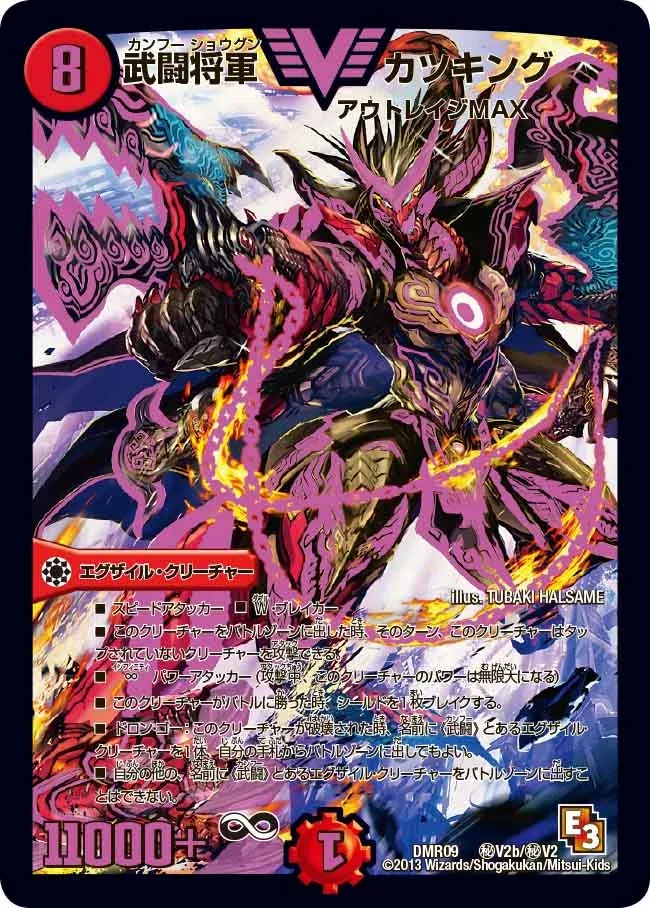 8
カンフー ショウグン
武闘将軍 カツキング
アウトレイジMAX
エグザイル・クリーチャー
illus. TUBAKI HALSAME
■ スピードアタッカー ■ W・ブレイカー
■ このクリーチャーをバトルゾーンに出した時、そのターン、このクリーチャーはタッ
プされていないクリーチャーを攻撃できる。
■ ∞ パワーアタッカー(攻撃中、このクリーチャーのパワーは無限大になる)
■ このクリーチャーがバトルに勝った時、シールドを1枚ブレイクする。
■ ドロン・ゴー:このクリーチャーが破壊された時、名前に《武闘》とあるエグザイル・
クリーチャーを1体、自分の手札からバトルゾーンに出してもよい。
■ 自分の他の、名前に《武闘》とあるエグザイル・クリーチャーをバトルゾーンに出すこ
とはできない。
11000+ ∞
1
E3
DMR09 ㊙V2b/㊙V2
©2013 Wizards/Shogakukan/Mitsui-Kids